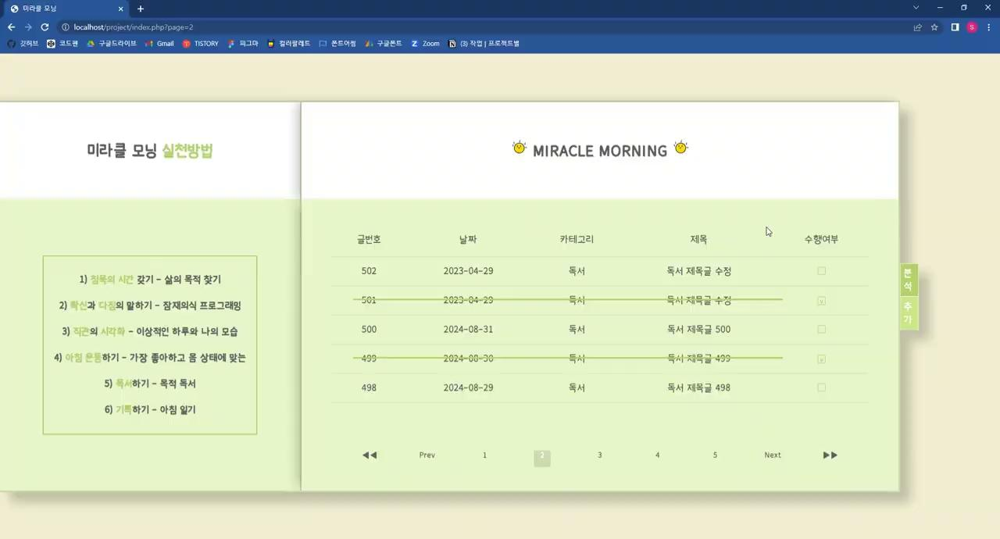 미라클 모닝
localhost/project/index.php?page=2
S
깃허브 코드펜 구글드라이브 Gmail TISTORY 피그마 컬러팔레트 폰트어썸 구글폰트 Zoom (3) 작업 | 프로젝트별
미라클 모닝 실천방법
1) 침묵의 시간 갖기 - 삶의 목적 찾기
2) 확신과 다짐의 말하기 - 잠재의식 프로그래밍
3) 직관의 시각화 - 이상적인 하루와 나의 모습
4) 아침 운동하기 - 가장 좋아하고 몸 상태에 맞는
5) 독서하기 - 목적 독서
6) 기록하기 - 아침 일기
MIRACLE MORNING
글번호 날짜 카테고리 제목 수행여부
502 2023-04-29 독서 독서 제목글 수정
501 2023-04-29 독서 독서 제목글 수정 v
500 2024-08-31 독서 독서 제목글 500
499 2024-08-30 독서 독서 제목글 499 v
498 2024-08-29 독서 독서 제목글 498
◀◀ Prev 1 2 3 4 5 Next ▶▶
분석
추가